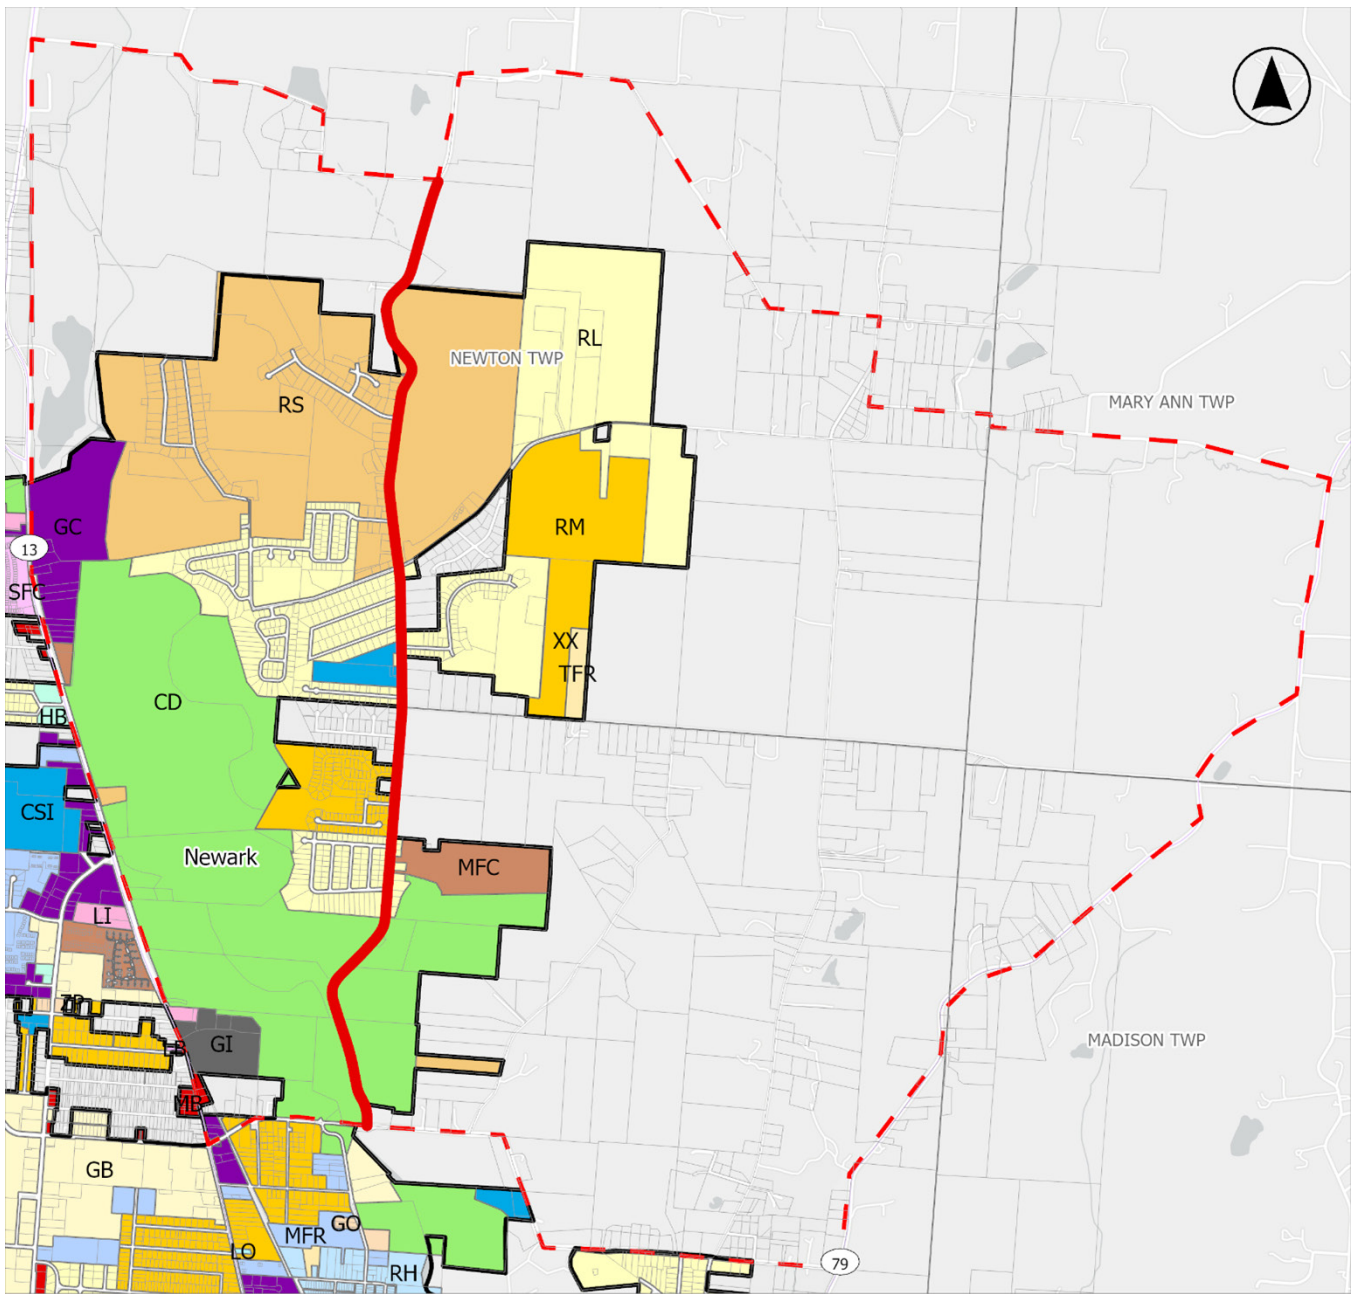 RL
NEWTON TWP
RS
MARY ANN TWP
GC
RM
13
SFC
XX
TFR
CD
HB
CSI
Newark
MFC
LI
GI
MADISON TWP
MB
GB
GO
MFR
LO
79
RH